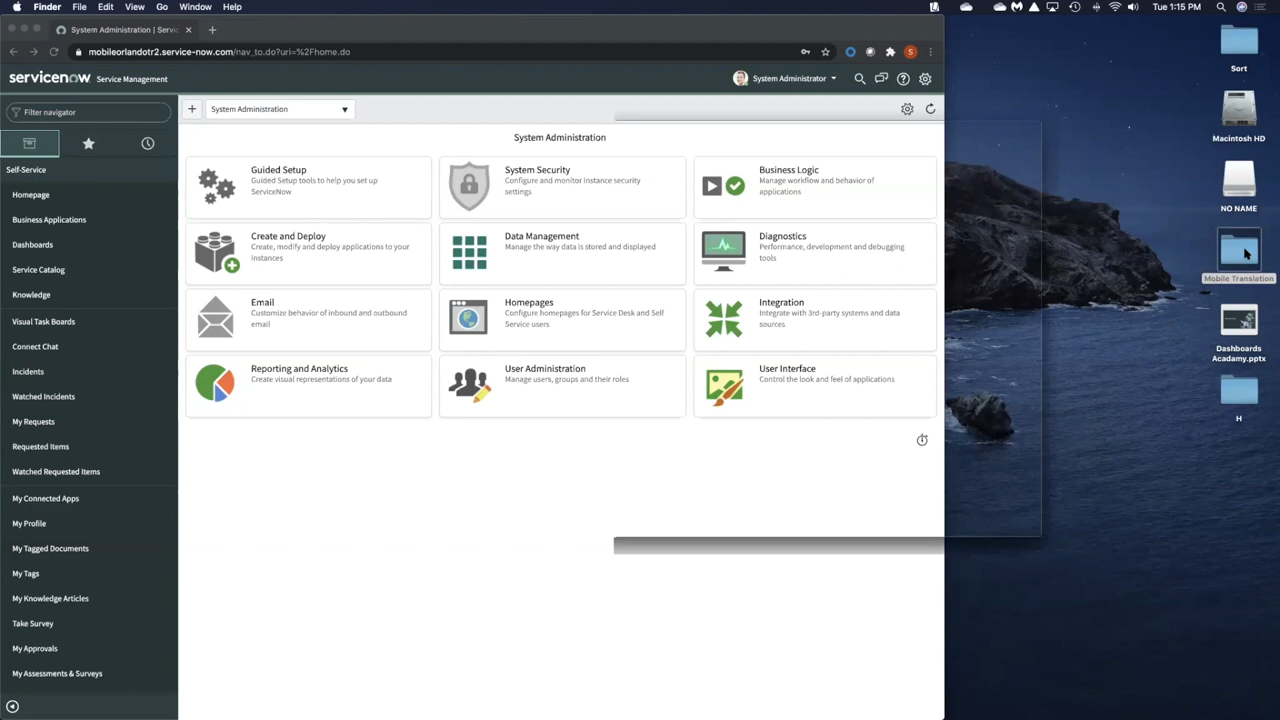 Finder File Edit View Go Window Help
Tue 1:15 PM
System Administration | Servic
mobileorlandotr2.service-now.com/nav_to.do?uri=%2Fhome.do
S
servicenow Service Management
System Administrator
Filter navigator
Self-Service
Homepage
Business Applications
Dashboards
Service Catalog
Knowledge
Visual Task Boards
Connect Chat
Incidents
Watched Incidents
My Requests
Requested Items
Watched Requested Items
My Connected Apps
My Profile
My Tagged Documents
My Tags
My Knowledge Articles
Take Survey
My Approvals
My Assessments & Surveys
System Administration
System Administration
Guided Setup
Guided Setup tools to help you set up
ServiceNow
System Security
Configure and monitor instance security
settings
Business Logic
Manage workflow and behavior of
applications
Create and Deploy
Create, modify and deploy applications to your
instances
Data Management
Manage the way data is stored and displayed
Diagnostics
Performance, development and debugging
tools
Email
Customize behavior of inbound and outbound
email
Homepages
Configure homepages for Service Desk and Self
Service users
Integration
Integrate with 3rd-party systems and data
sources
Reporting and Analytics
Create visual representations of your data
User Administration
Manage users, groups and their roles
User Interface
Control the look and feel of applications
Sort
Macintosh HD
NO NAME
Mobile Translation
Dashboards
Acadamy.pptx
H